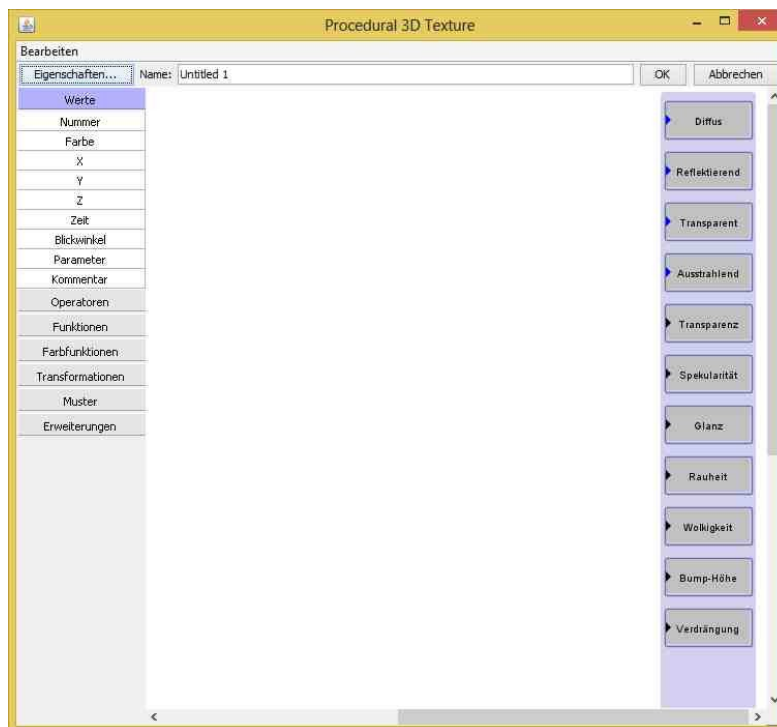 Procedural 3D Texture
Bearbeiten
Eigenschaften... Name: Untitled 1 OK Abbrechen
Werte
Nummer
Farbe
X
Y
Z
Zeit
Blickwinkel
Parameter
Kommentar
Operatoren
Funktionen
Farbfunktionen
Transformationen
Muster
Erweiterungen
Diffus
Reflektierend
Transparent
Ausstrahlend
Transparenz
Spekularität
Glanz
Rauheit
Wolkigkeit
Bump-Höhe
Verdrängung